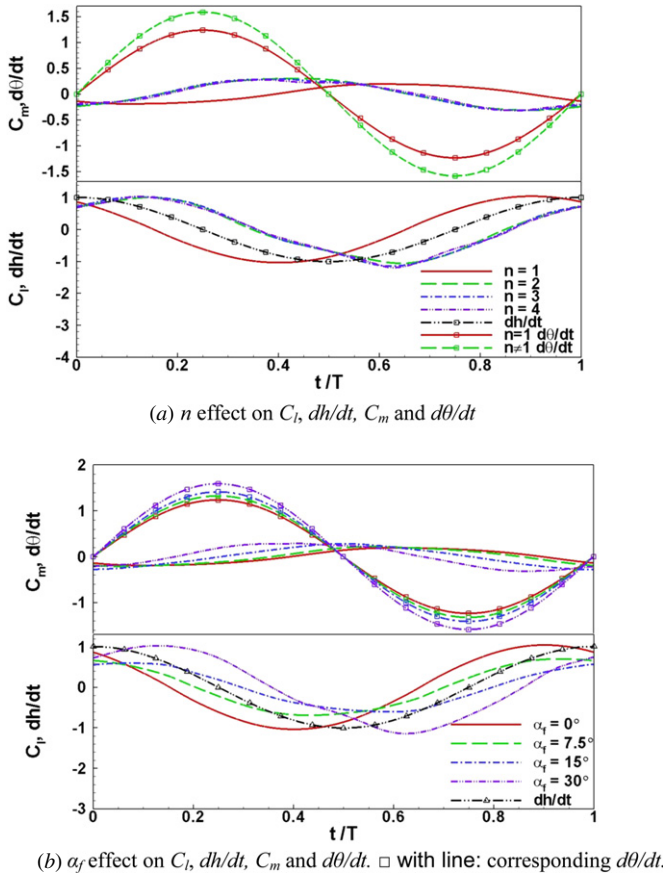 C_m, dθ/dt
1.5
1
0.5
0
-0.5
-1
-1.5
C_l, dh/dt
1
0
-1
-2
-3
-4
n = 1
n = 2
n = 3
n = 4
dh/dt
n=1 dθ/dt
n≠1 dθ/dt
0 0.2 0.4 0.6 0.8 1
t /T
(a) n effect on C_l, dh/dt, C_m and dθ/dt
C_m, dθ/dt
2
1
0
-1
C_l, dh/dt
1
0
-1
-2
-3
α_f = 0°
α_f = 7.5°
α_f = 15°
α_f = 30°
dh/dt
0 0.2 0.4 0.6 0.8 1
t /T
(b) α_f effect on C_l, dh/dt, C_m and dθ/dt. □ with line: corresponding dθ/dt.